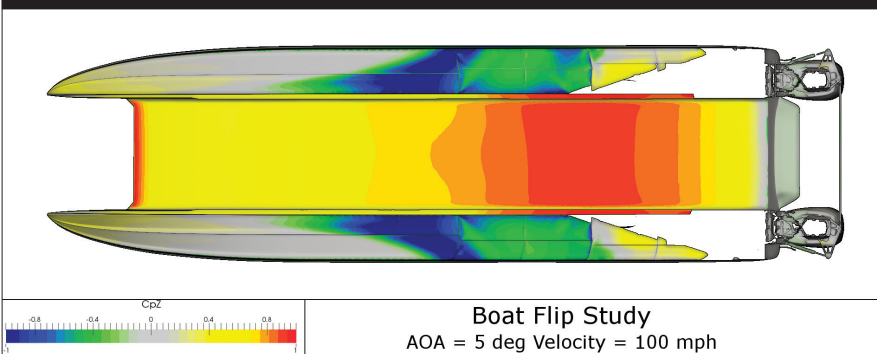 CpZ
-0.8 -0.4 0 0.4 0.8
-1 1
Boat Flip Study
AOA = 5 deg Velocity = 100 mph